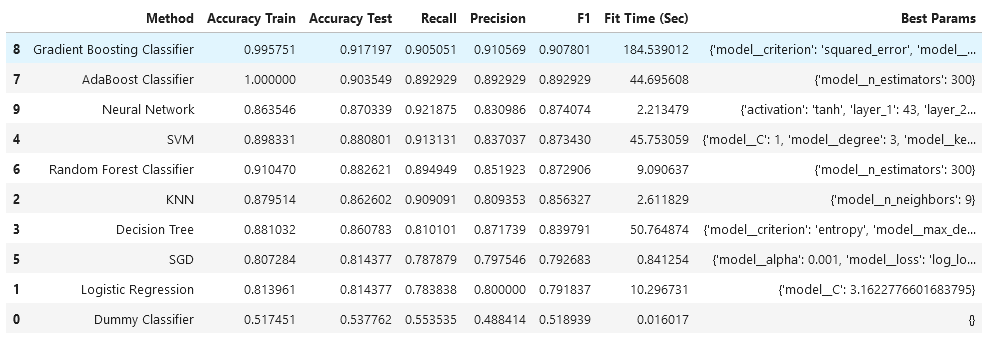 Method Accuracy Train Accuracy Test Recall Precision F1 Fit Time (Sec) Best Params
8 Gradient Boosting Classifier 0.995751 0.917197 0.905051 0.910569 0.907801 184.539012 {'model__criterion': 'squared_error', 'model__...
7 AdaBoost Classifier 1.000000 0.903549 0.892929 0.892929 0.892929 44.695608 {'model__n_estimators': 300}
9 Neural Network 0.863546 0.870339 0.921875 0.830986 0.874074 2.213479 {'activation': 'tanh', 'layer_1': 43, 'layer_2...
4 SVM 0.898331 0.880801 0.913131 0.837037 0.873430 45.753059 {'model__C': 1, 'model__degree': 3, 'model__ke...
6 Random Forest Classifier 0.910470 0.882621 0.894949 0.851923 0.872906 9.090637 {'model__n_estimators': 300}
2 KNN 0.879514 0.862602 0.909091 0.809353 0.856327 2.611829 {'model__n_neighbors': 9}
3 Decision Tree 0.881032 0.860783 0.810101 0.871739 0.839791 50.764874 {'model__criterion': 'entropy', 'model__max_de...
5 SGD 0.807284 0.814377 0.787879 0.797546 0.792683 0.841254 {'model__alpha': 0.001, 'model__loss': 'log_lo...
1 Logistic Regression 0.813961 0.814377 0.783838 0.800000 0.791837 10.296731 {'model__C': 3.1622776601683795}
0 Dummy Classifier 0.517451 0.537762 0.553535 0.488414 0.518939 0.016017 {}